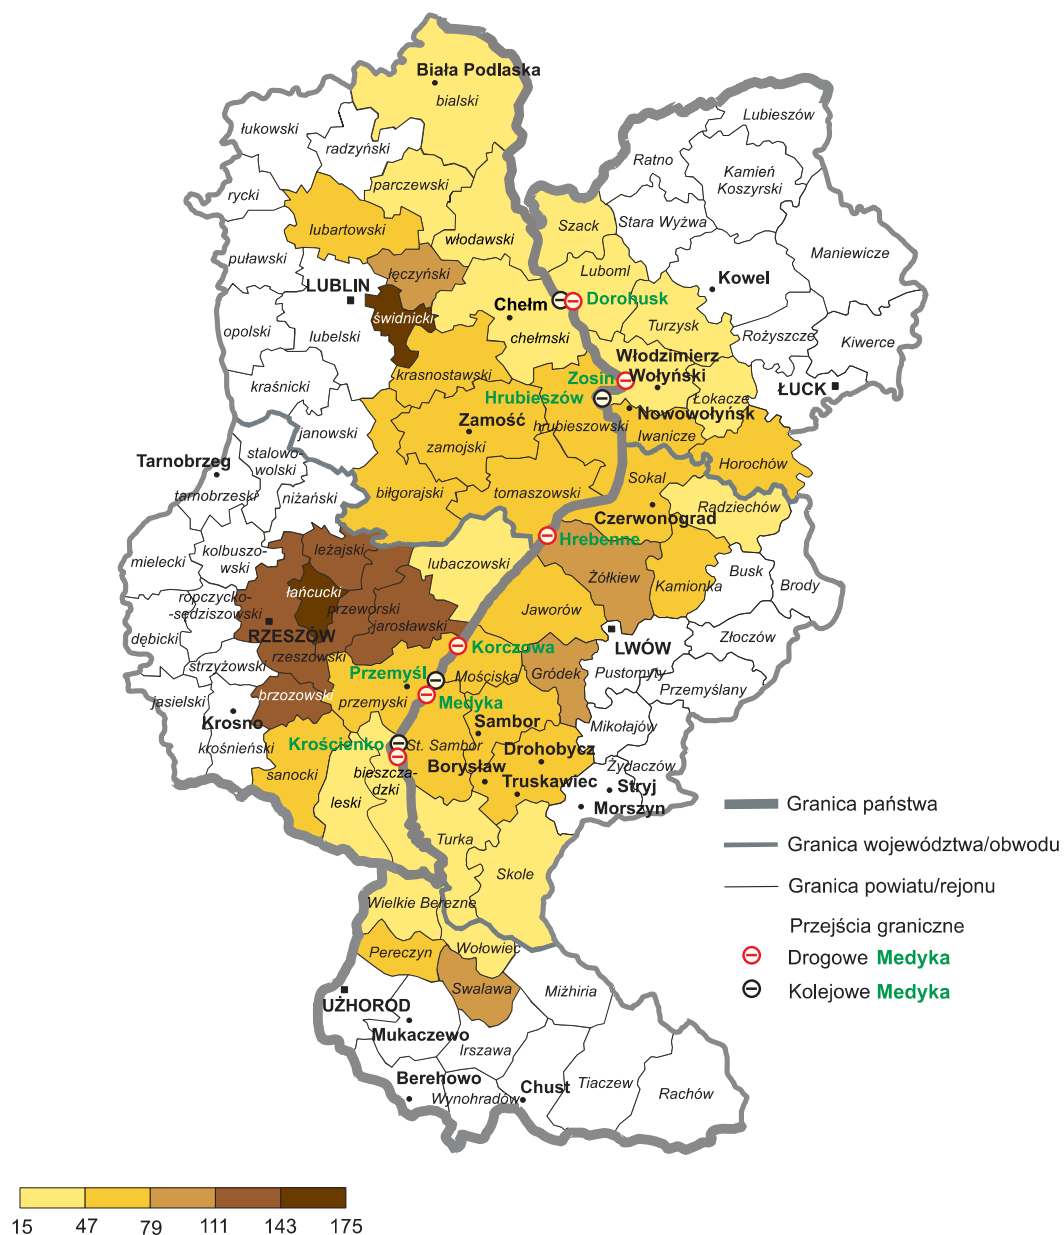 Biała Podlaska
bialski
Lubieszów
łukowski
radzyński
Ratno
Kamień
Koszyrski
rycki
parczewski
Szack
Stara Wyżwa
lubartowski
włodawski
Maniewicze
puławski
łęczyński
Luboml
Kowel
LUBLIN
Chełm
Dorohusk
świdnicki
Turzysk
opolski
lubelski
chełmski
Rożyszcze
Kiwerce
Włodzimierz
Wołyński
krasnostawski
Zosin
kraśnicki
Hrubieszów
Łokacze
ŁUCK
Nowowołyńsk
Zamość
hrubieszowski
janowski
zamojski
Iwanicze
stalowo-
wolski
Tarnobrzeg
Horochów
tarnobrzeski
niżański
biłgorajski
tomaszowski
Sokal
Radziechów
Czerwonograd
Hrebenne
kolbuszo-
wski
leżajski
mielecki
lubaczowski
Żółkiew
Kamionka
Busk
Brody
ropczycko-
-sędziszowski
łańcucki
przeworski
Jaworów
RZESZÓW
jarosławski
LWÓW
Złoczów
dębicki
Korczowa
strzyżowski
rzeszowski
Przemyśl
Mościska
Gródek
Pustomyty
Przemyślany
jasielski
brzozowski
przemyski
Medyka
Krosno
Sambor
Mikołajów
krośnieński
Krościenko
St. Sambor
Drohobycz
sanocki
bieszcza-
dzki
Borysław
Żydaczów
Truskawiec
Stryj
leski
Morszyn
Granica państwa
Turka
Granica województwa/obwodu
Skole
Granica powiatu/rejonu
Wielkie Berezne
Przejścia graniczne
Pereczyn
Wołowiec
Drogowe Medyka
Swalawa
Miżhiria
Kolejowe Medyka
UŻHOROD
Mukaczewo
Irszawa
Berehowo
Chust
Tiaczew
Rachów
Wynohradów
15 47 79 111 143 175